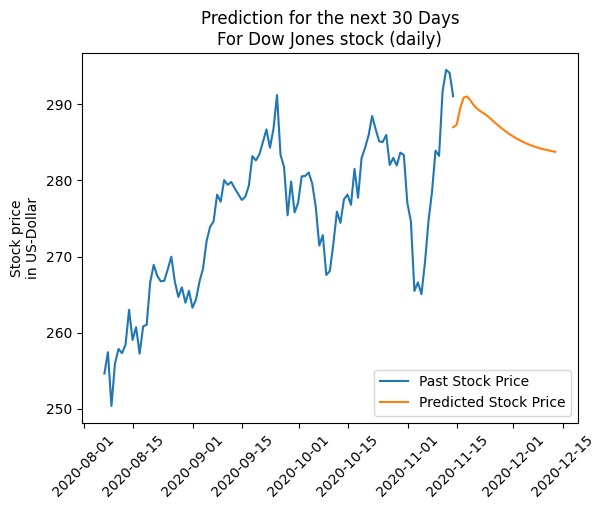 Prediction for the next 30 Days
For Dow Jones stock (daily)
Stock price
in US-Dollar
290
280
270
260
250
Past Stock Price
Predicted Stock Price
2020-08-01
2020-08-15
2020-09-01
2020-09-15
2020-10-01
2020-10-15
2020-11-01
2020-11-15
2020-12-01
2020-12-15